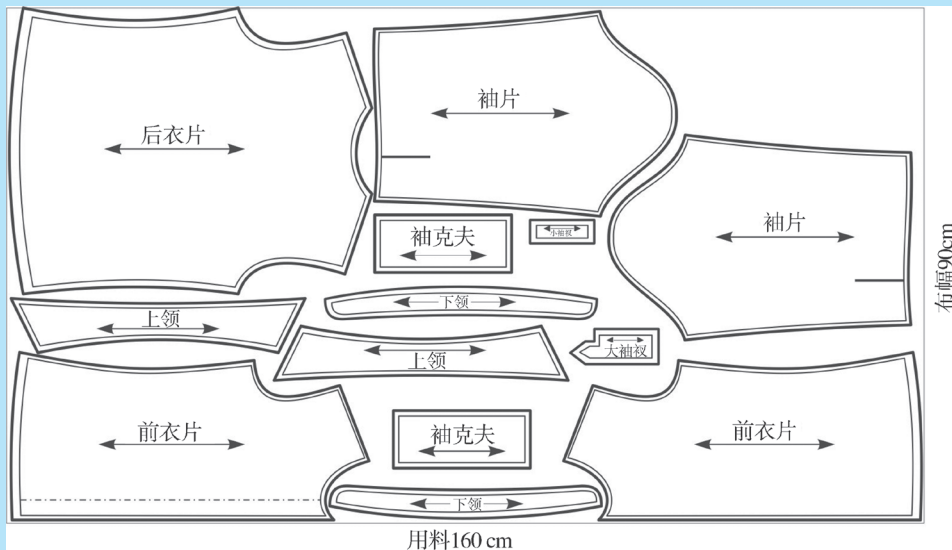 后衣片
袖片
袖片
袖克夫
小袖衩
下领
上领
上领
大袖衩
前衣片
袖克夫
前衣片
下领
布幅90cm
用料160 cm